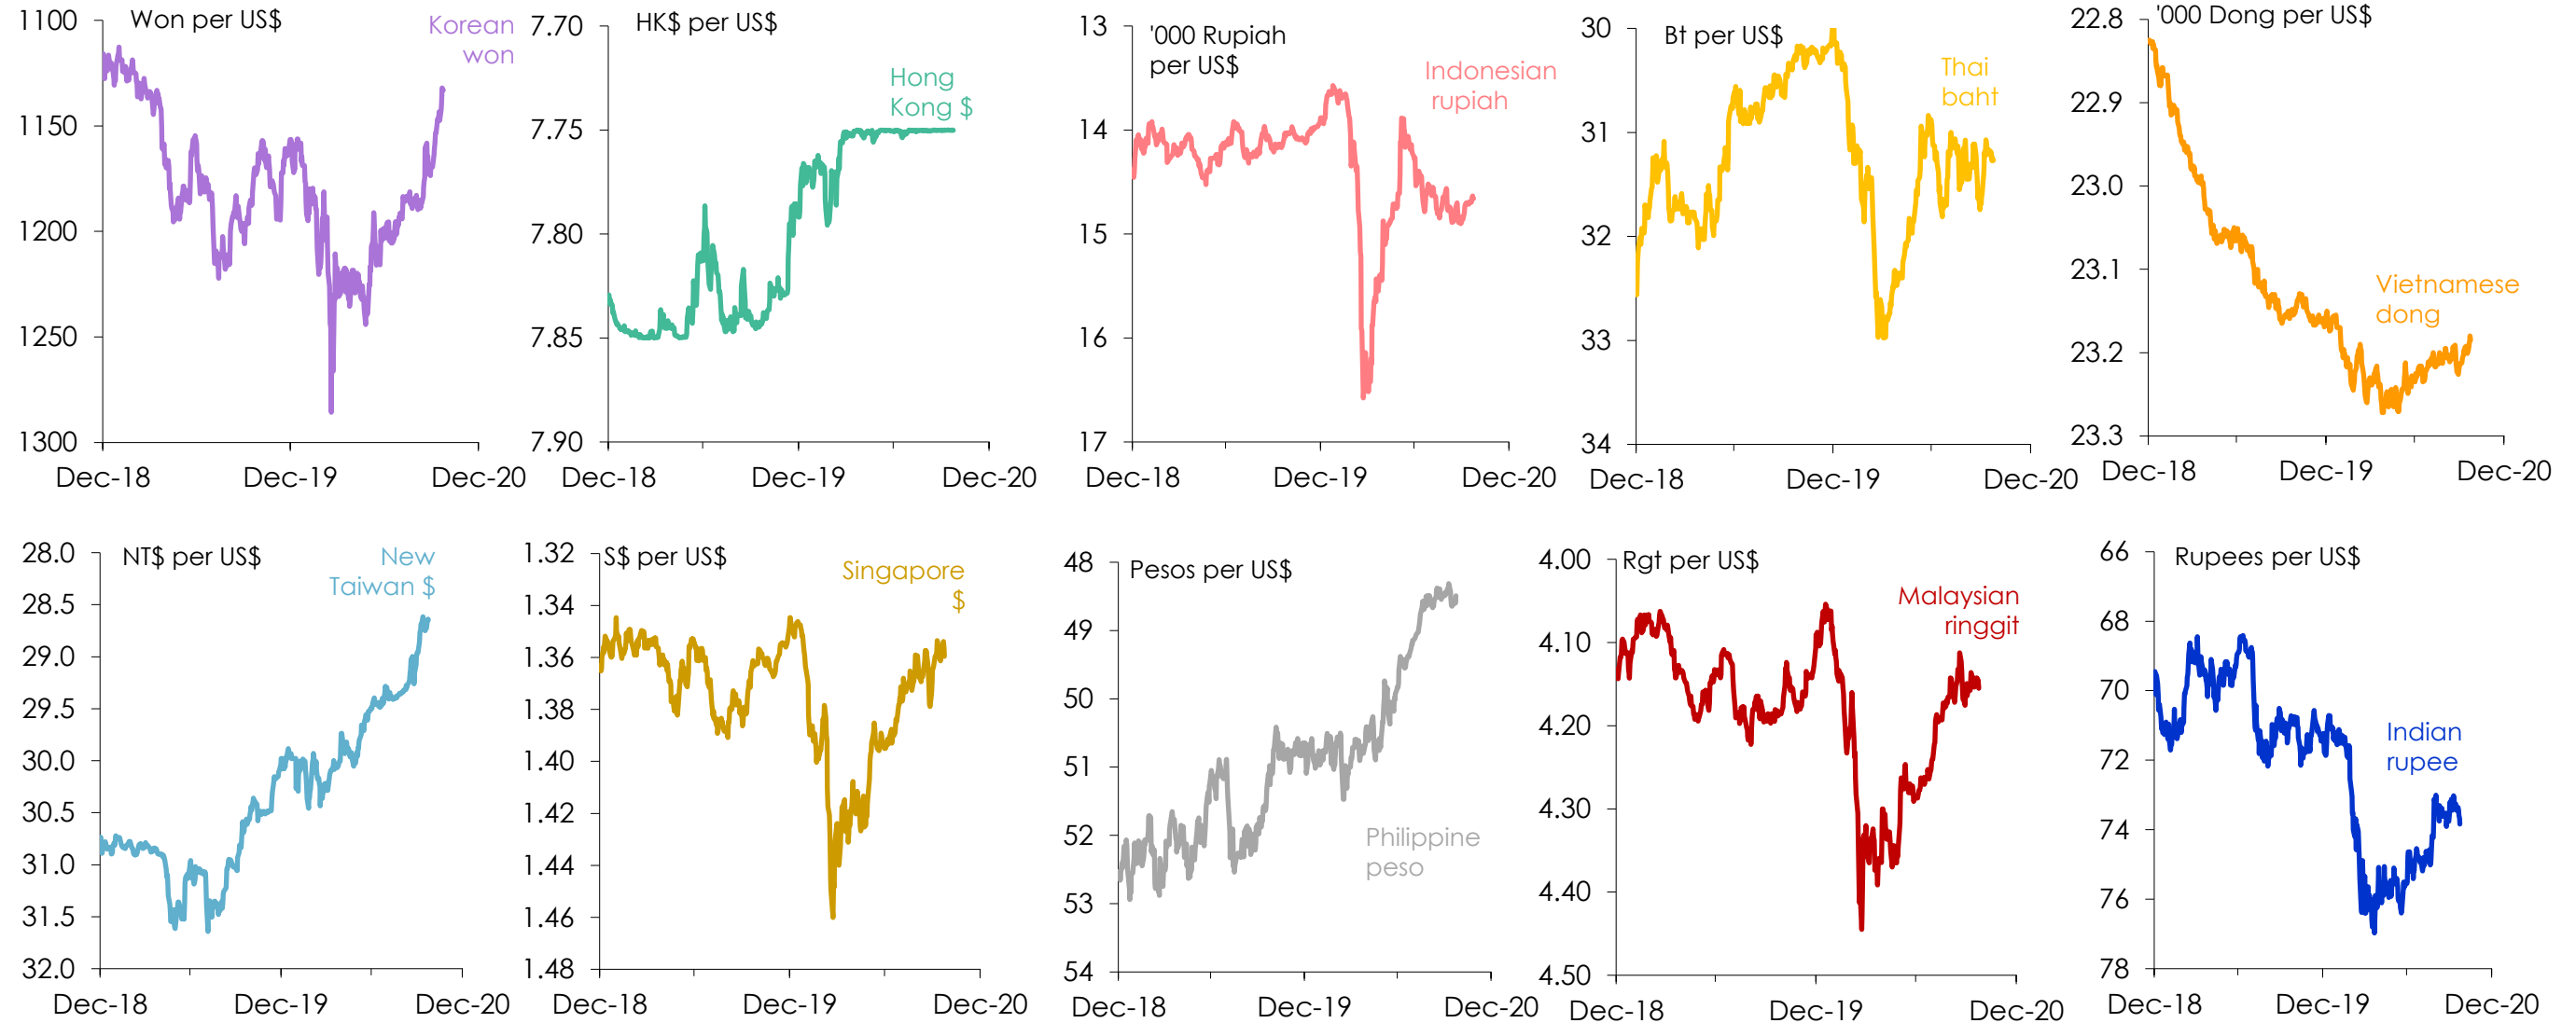 Won per US$
Korean
won
1100
1150
1200
1250
1300
Dec-18
Dec-19
Dec-20
HK$ per US$
Hong
Kong $
7.70
7.75
7.80
7.85
7.90
Dec-18
Dec-19
Dec-20
'000 Rupiah
per US$
Indonesian
rupiah
13
14
15
16
17
Dec-18
Dec-19
Dec-20
Bt per US$
Thai
baht
30
31
32
33
34
Dec-18
Dec-19
Dec-20
'000 Dong per US$
Vietnamese
dong
22.8
22.9
23.0
23.1
23.2
23.3
Dec-18
Dec-19
Dec-20
NT$ per US$
New
Taiwan $
28.0
28.5
29.0
29.5
30.0
30.5
31.0
31.5
32.0
Dec-18
Dec-19
Dec-20
S$ per US$
Singapore
$
1.32
1.34
1.36
1.38
1.40
1.42
1.44
1.46
1.48
Dec-18
Dec-19
Dec-20
Pesos per US$
Philippine
peso
48
49
50
51
52
53
54
Dec-18
Dec-19
Dec-20
Rgt per US$
Malaysian
ringgit
4.00
4.10
4.20
4.30
4.40
4.50
Dec-18
Dec-19
Dec-20
Rupees per US$
Indian
rupee
66
68
70
72
74
76
78
Dec-18
Dec-19
Dec-20